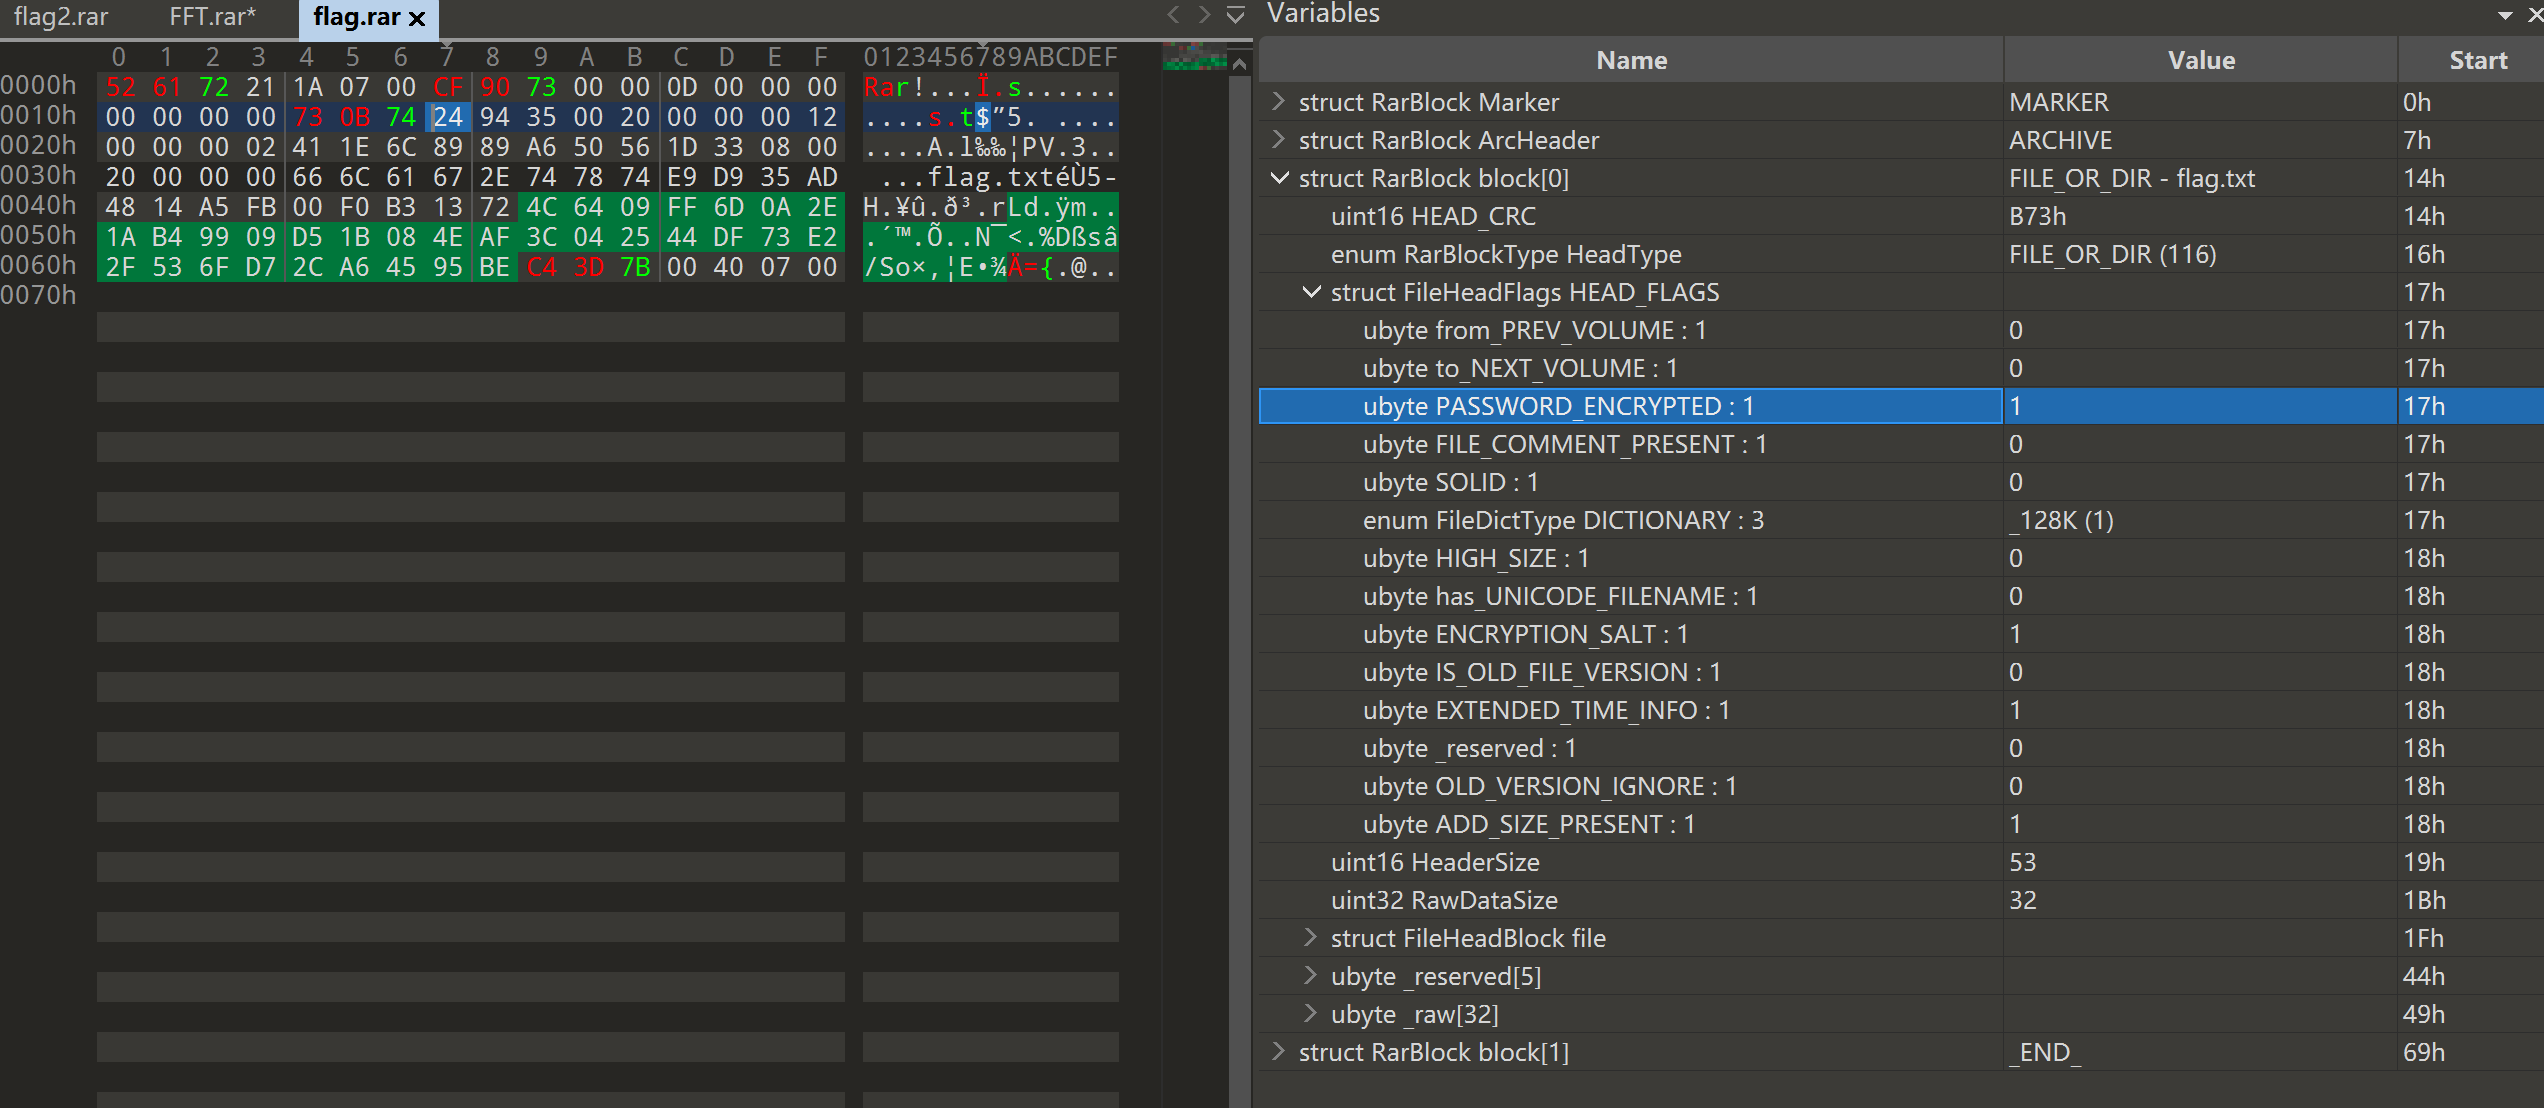 flag2.rar FFT.rar* flag.rar
Variables
0 1 2 3 4 5 6 7 8 9 A B C D E F 0123456789ABCDEF
0000h 52 61 72 21 1A 07 00 CF 90 73 00 00 0D 00 00 00 Rar!...Ï.s......
0010h 00 00 00 00 73 0B 74 24 94 35 00 20 00 00 00 12 ....s.t$”5. ....
0020h 00 00 00 02 41 1E 6C 89 89 A6 50 56 1D 33 08 00 ....A.l‰‰¦PV.3..
0030h 20 00 00 00 66 6C 61 67 2E 74 78 74 E9 D9 35 AD ...flag.txtéÙ5-
0040h 48 14 A5 FB 00 F0 B3 13 72 4C 64 09 FF 6D 0A 2E H.¥û.ð³.rLd.ÿm..
0050h 1A B4 99 09 D5 1B 08 4E AF 3C 04 25 44 DF 73 E2 .´™.Õ..N¯<.%Dßsâ
0060h 2F 53 6F D7 2C A6 45 95 BE C4 3D 7B 00 40 07 00 /So×,¦E•¾Ä={.@..
0070h
Name Value Start
struct RarBlock Marker MARKER 0h
struct RarBlock ArcHeader ARCHIVE 7h
struct RarBlock block[0] FILE_OR_DIR - flag.txt 14h
uint16 HEAD_CRC B73h 14h
enum RarBlockType HeadType FILE_OR_DIR (116) 16h
struct FileHeadFlags HEAD_FLAGS 17h
ubyte from_PREV_VOLUME : 1 0 17h
ubyte to_NEXT_VOLUME : 1 0 17h
ubyte PASSWORD_ENCRYPTED : 1 1 17h
ubyte FILE_COMMENT_PRESENT : 1 0 17h
ubyte SOLID : 1 0 17h
enum FileDictType DICTIONARY : 3 _128K (1) 17h
ubyte HIGH_SIZE : 1 0 18h
ubyte has_UNICODE_FILENAME : 1 0 18h
ubyte ENCRYPTION_SALT : 1 1 18h
ubyte IS_OLD_FILE_VERSION : 1 0 18h
ubyte EXTENDED_TIME_INFO : 1 1 18h
ubyte _reserved : 1 0 18h
ubyte OLD_VERSION_IGNORE : 1 0 18h
ubyte ADD_SIZE_PRESENT : 1 1 18h
uint16 HeaderSize 53 19h
uint32 RawDataSize 32 1Bh
struct FileHeadBlock file 1Fh
ubyte _reserved[5] 44h
ubyte _raw[32] 49h
struct RarBlock block[1] _END_ 69h